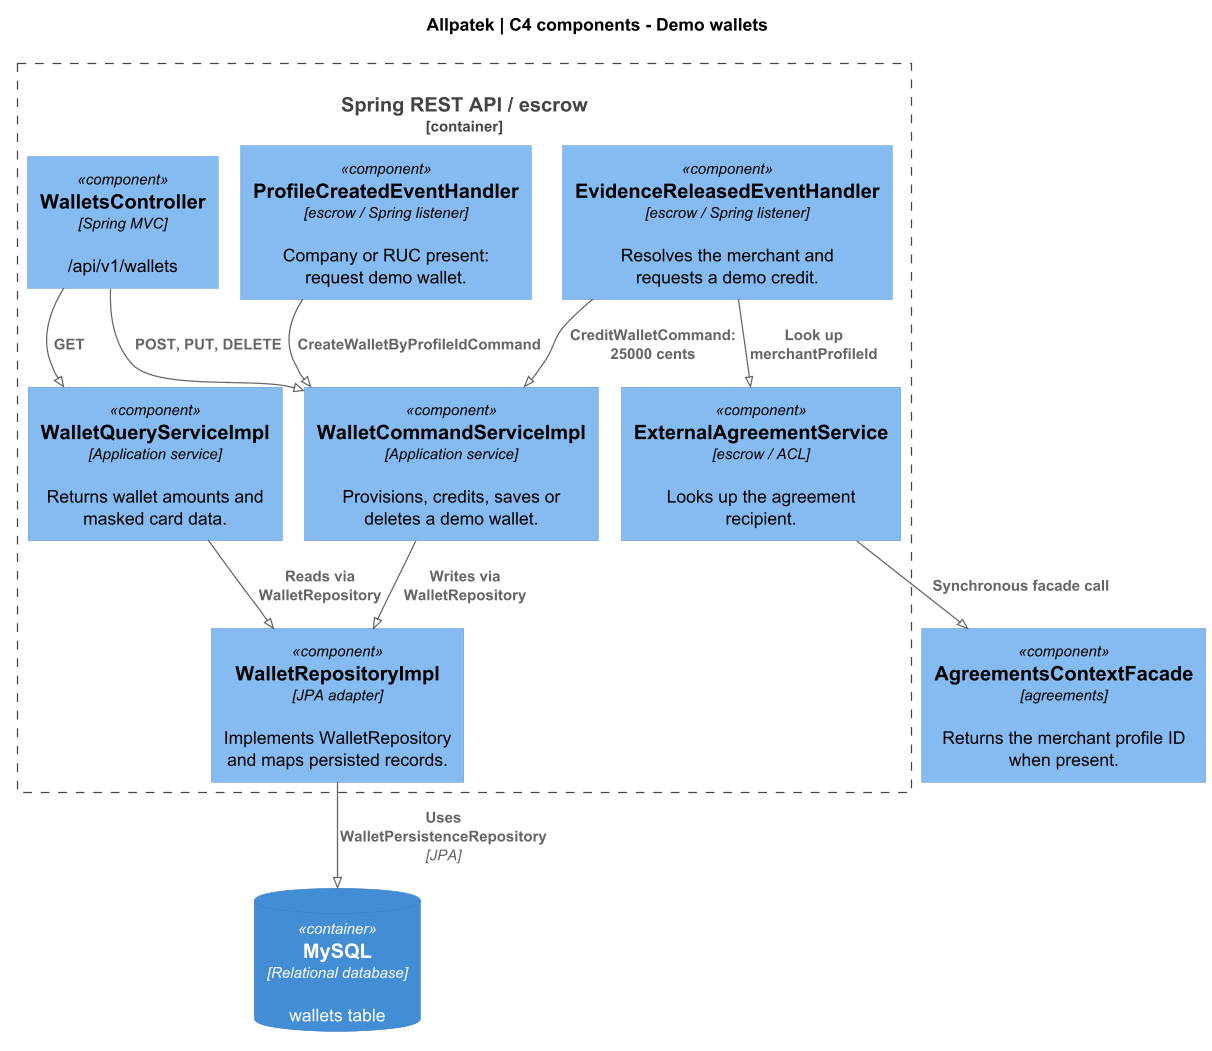 Allpatek | C4 components - Demo wallets
Spring REST API / escrow
[container]
«component»
WalletsController
[Spring MVC]
/api/v1/wallets
«component»
ProfileCreatedEventHandler
[escrow / Spring listener]
Company or RUC present:
request demo wallet.
«component»
EvidenceReleasedEventHandler
[escrow / Spring listener]
Resolves the merchant and
requests a demo credit.
GET
POST, PUT, DELETE
CreateWalletByProfileIdCommand
CreditWalletCommand:
25000 cents
Look up
merchantProfileId
«component»
WalletQueryServiceImpl
[Application service]
Returns wallet amounts and
masked card data.
«component»
WalletCommandServiceImpl
[Application service]
Provisions, credits, saves or
deletes a demo wallet.
«component»
ExternalAgreementService
[escrow / ACL]
Looks up the agreement
recipient.
Reads via
WalletRepository
Writes via
WalletRepository
Synchronous facade call
«component»
WalletRepositoryImpl
[JPA adapter]
Implements WalletRepository
and maps persisted records.
«component»
AgreementsContextFacade
[agreements]
Returns the merchant profile ID
when present.
Uses
WalletPersistenceRepository
[JPA]
«container»
MySQL
[Relational database]
wallets table